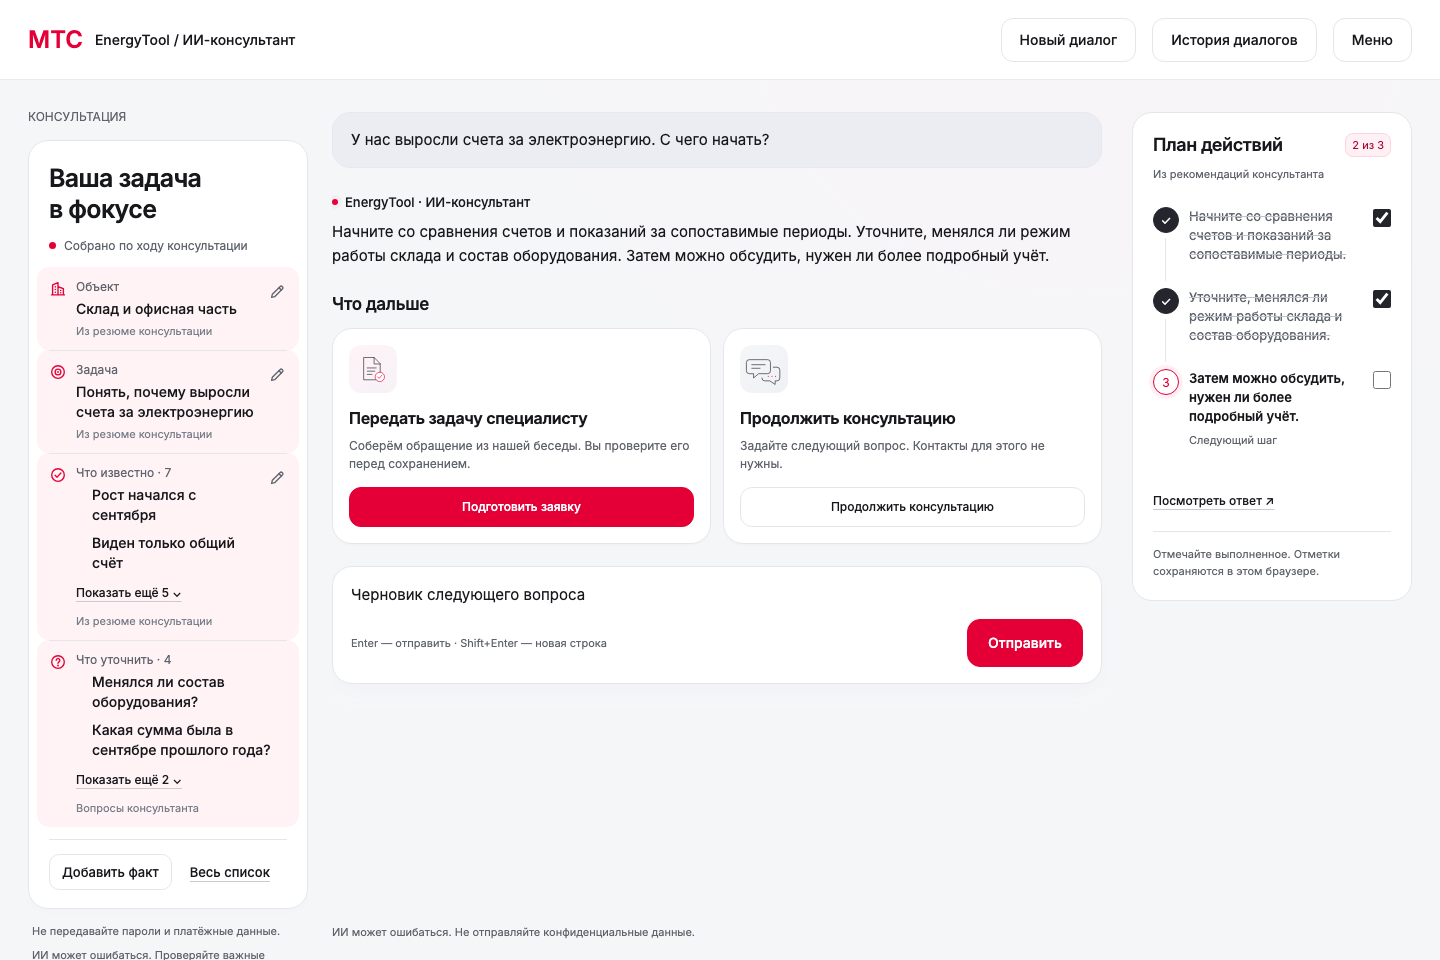 МТС EnergyTool / ИИ-консультант
Новый диалог
История диалогов
Меню
КОНСУЛЬТАЦИЯ
Ваша задача
в фокусе
Собрано по ходу консультации
Объект
Склад и офисная часть
Из резюме консультации
Задача
Понять, почему выросли
счета за электроэнергию
Из резюме консультации
Что известно · 7
Рост начался с
сентября
Виден только общий
счёт
Показать ещё 5
Из резюме консультации
Что уточнить · 4
Менялся ли состав
оборудования?
Какая сумма была в
сентябре прошлого года?
Показать ещё 2
Вопросы консультанта
Добавить факт
Весь список
Не передавайте пароли и платёжные данные.
ИИ может ошибаться. Проверяйте важные
У нас выросли счета за электроэнергию. С чего начать?
EnergyTool · ИИ-консультант
Начните со сравнения счетов и показаний за сопоставимые периоды. Уточните, менялся ли режим
работы склада и состав оборудования. Затем можно обсудить, нужен ли более подробный учёт.
Что дальше
Передать задачу специалисту
Соберём обращение из нашей беседы. Вы проверите его
перед сохранением.
Подготовить заявку
Продолжить консультацию
Задайте следующий вопрос. Контакты для этого не
нужны.
Продолжить консультацию
Черновик следующего вопроса
Enter — отправить · Shift+Enter — новая строка
Отправить
ИИ может ошибаться. Не отправляйте конфиденциальные данные.
План действий
2 из 3
Из рекомендаций консультанта
Начните со сравнения
счетов и показаний за
сопоставимые периоды.
Уточните, менялся ли
режим работы склада и
состав оборудования.
3
Затем можно обсудить,
нужен ли более
подробный учёт.
Следующий шаг
Посмотреть ответ ↗
Отмечайте выполненное. Отметки
сохраняются в этом браузере.